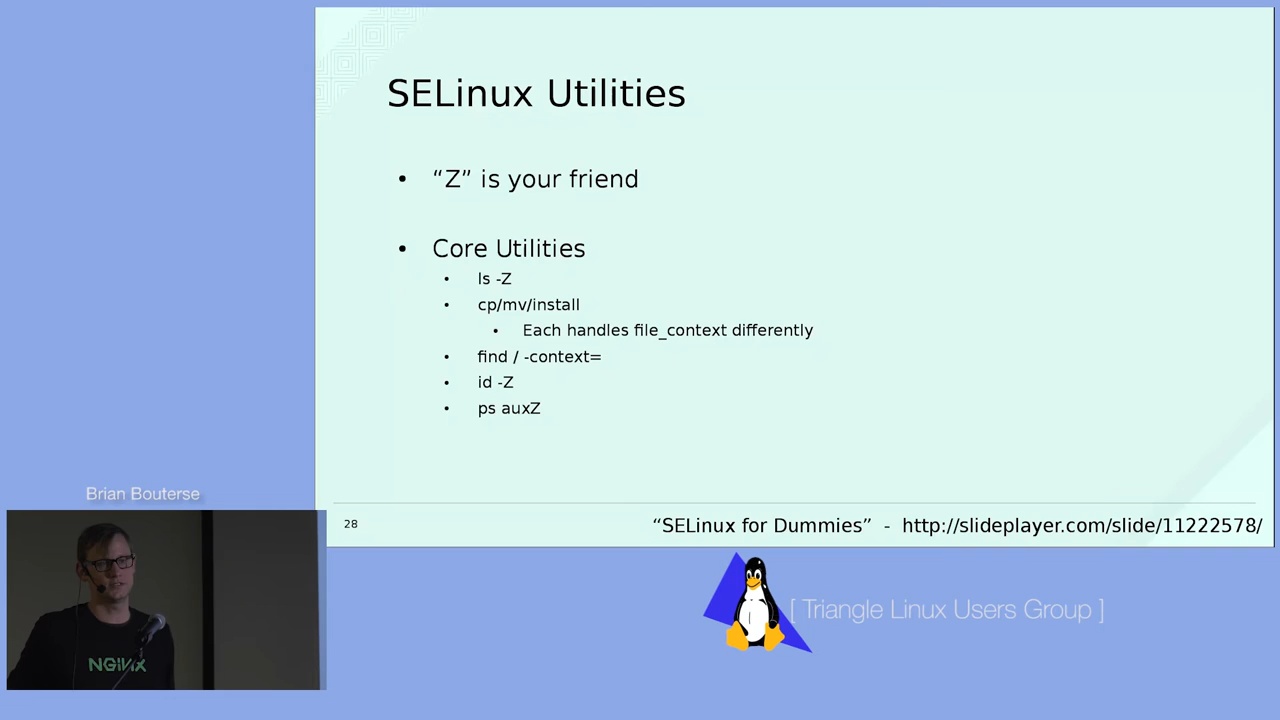 SELinux Utilities
• “Z” is your friend
• Core Utilities
• ls -Z
• cp/mv/install
• Each handles file_context differently
• find / -context=
• id -Z
• ps auxZ
28
“SELinux for Dummies” - http://slideplayer.com/slide/11222578/
Brian Bouterse
NGiNX
[ Triangle Linux Users Group ]